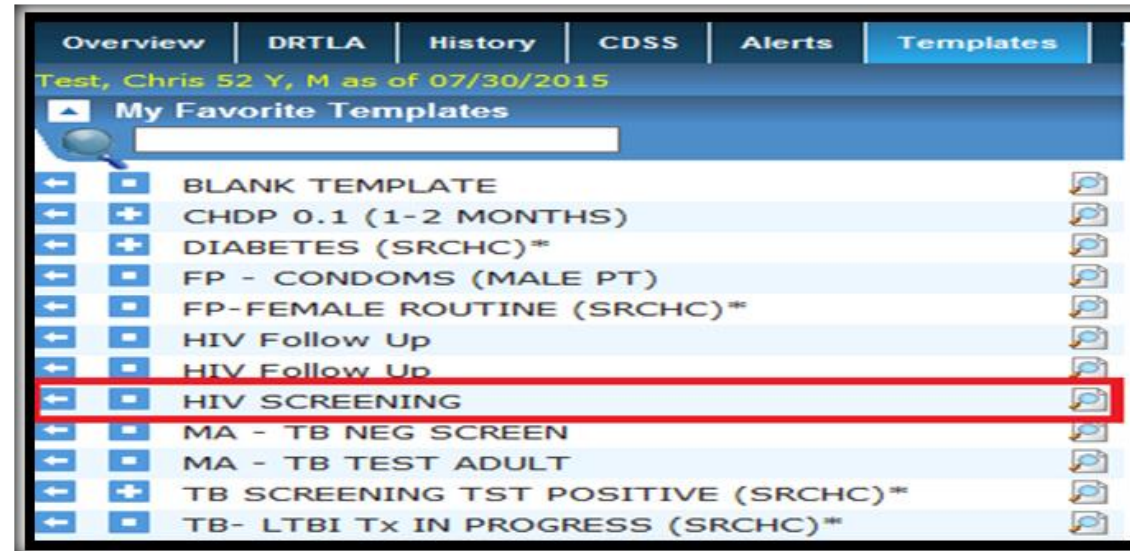 Overview DRTLA History CDSS Alerts Templates
Test, Chris 52 Y, M as of 07/30/2015
My Favorite Templates
BLANK TEMPLATE
CHDP 0.1 (1-2 MONTHS)
DIABETES (SRCHC)*
FP - CONDOMS (MALE PT)
FP-FEMALE ROUTINE (SRCHC)*
HIV Follow Up
HIV Follow Up
HIV SCREENING
MA - TB NEG SCREEN
MA - TB TEST ADULT
TB SCREENING TST POSITIVE (SRCHC)*
TB- LTBI Tx IN PROGRESS (SRCHC)*